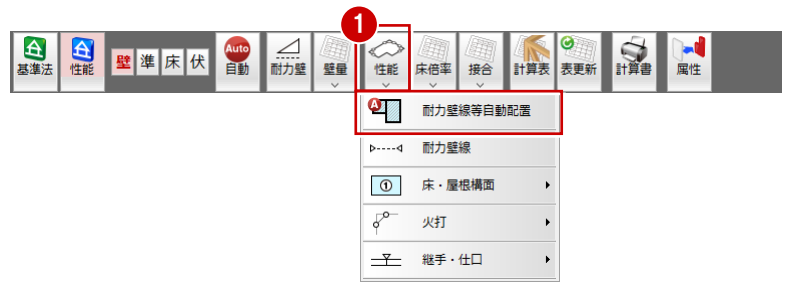 1
基準法 性能 壁 準 床 伏 Auto 自動 耐力壁 壁量 性能 床倍率 接合 計算表 表更新 計算書 属性
A 耐力壁線等自動配置
耐力壁線
① 床・屋根構面
火打
継手・仕口